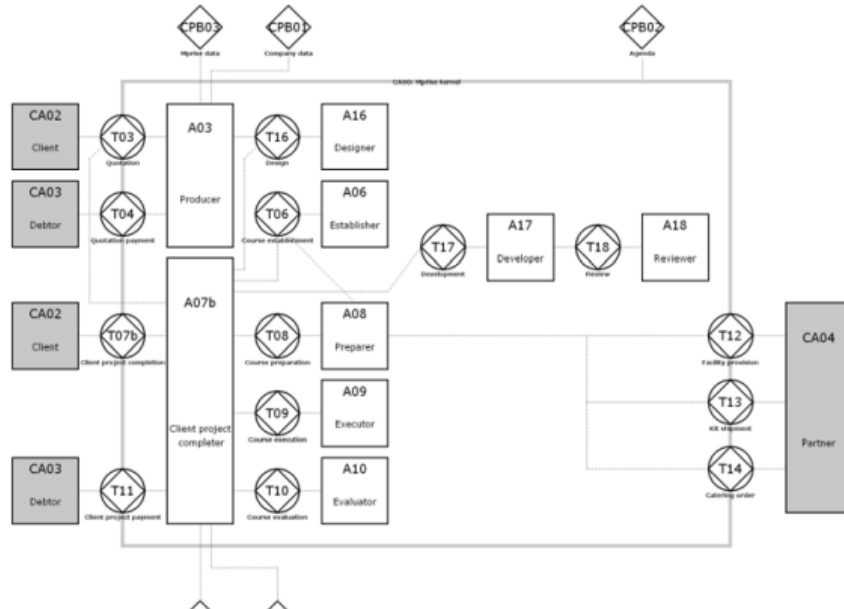 CPB03
CPB01
CPB02
Mprise data
Company data
Agenda
CA00: Mprise kernel
CA02
Client
T03
Quotation
A03
Producer
T16
Design
A16
Designer
CA03
Debtor
T04
Quotation payment
T06
Course establishment
A06
Establisher
T17
Development
A17
Developer
T18
Review
A18
Reviewer
CA02
Client
T07b
Client project completion
A07b
Client project
completer
T08
Course preparation
A08
Preparer
T12
Facility provision
CA04
Partner
T09
Course execution
A09
Executor
T13
Kit shipment
CA03
Debtor
T11
Client project payment
T10
Course evaluation
A10
Evaluator
T14
Catering order